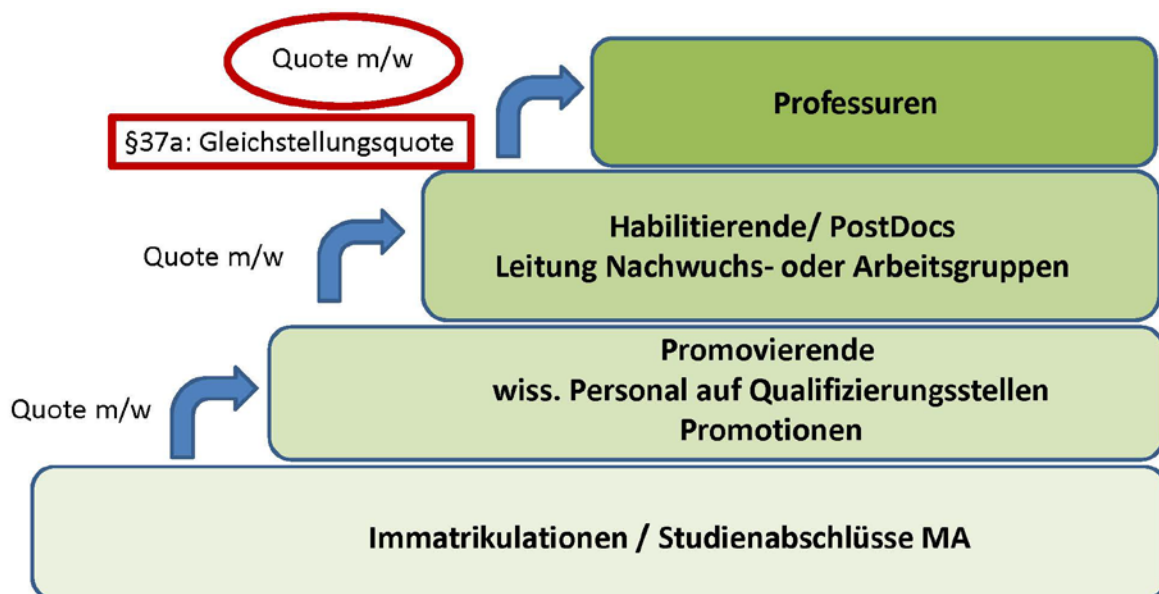 Quote m/w
§37a: Gleichstellungsquote
Professuren
Quote m/w
Habilitierende/ PostDocs
Leitung Nachwuchs- oder Arbeitsgruppen
Quote m/w
Promovierende
wiss. Personal auf Qualifizierungsstellen
Promotionen
Immatrikulationen / Studienabschlüsse MA